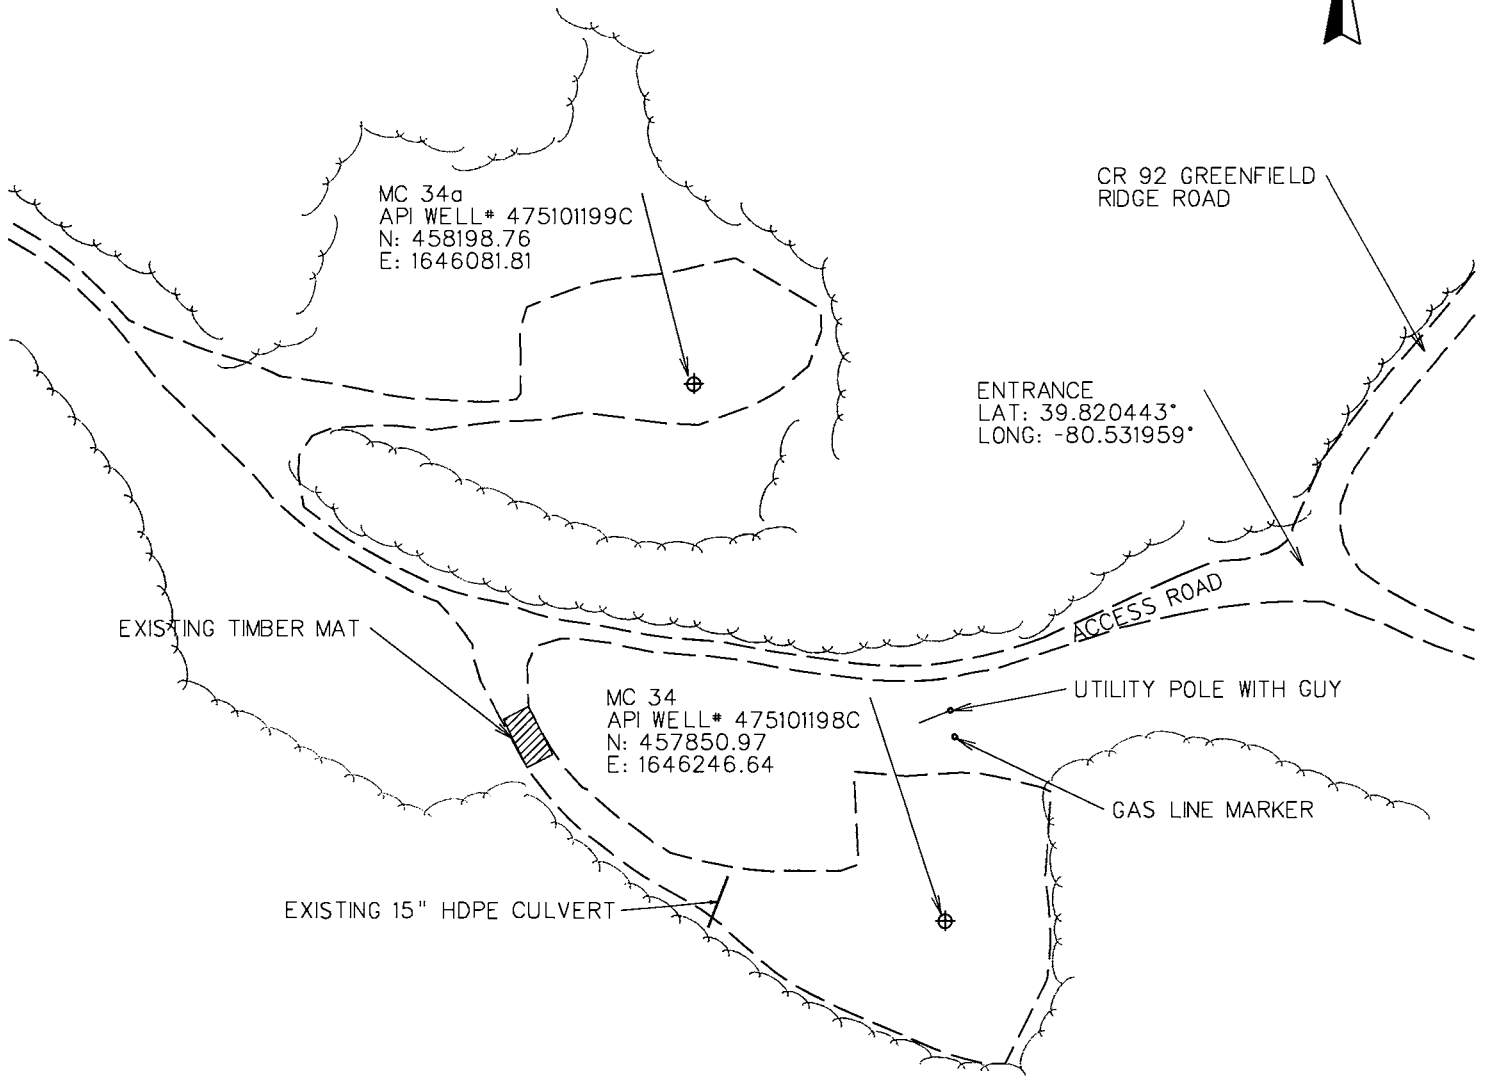 MC 34a
API WELL# 475101199C
N: 458198.76
E: 1646081.81
CR 92 GREENFIELD
RIDGE ROAD
ENTRANCE
LAT: 39.820443°
LONG: -80.531959°
ACCESS ROAD
EXISTING TIMBER MAT
MC 34
API WELL# 475101198C
N: 457850.97
E: 1646246.64
UTILITY POLE WITH GUY
GAS LINE MARKER
EXISTING 15" HDPE CULVERT